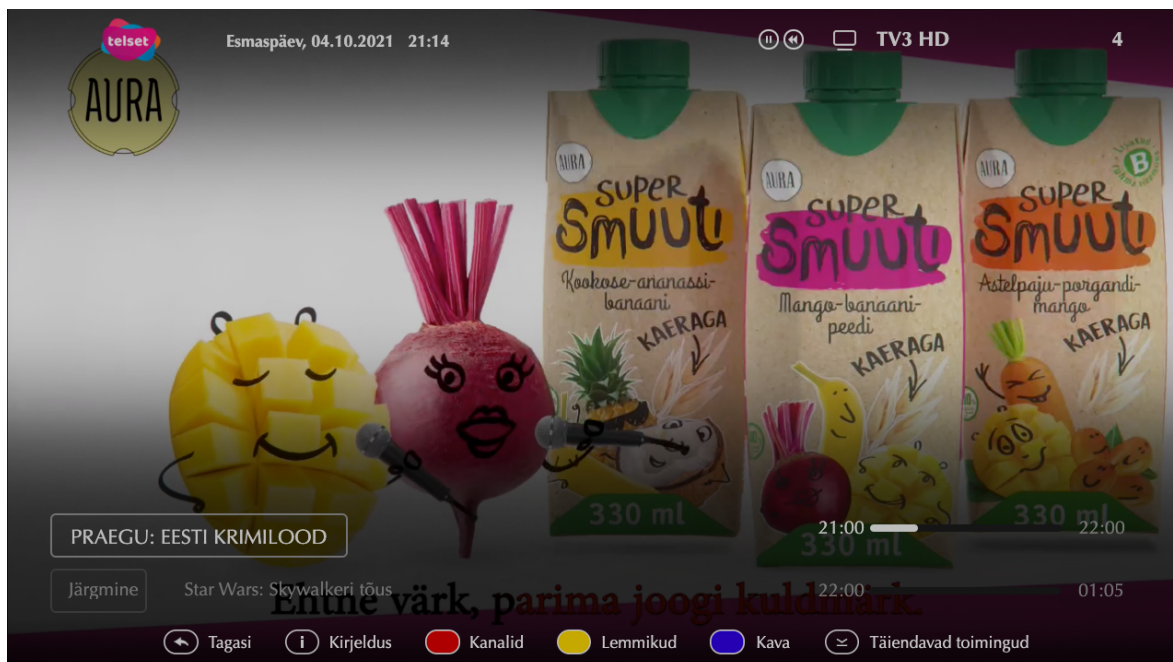 telset
Esmaspäev, 04.10.2021 21:14
TV3 HD
4
AURA
AURA
SUPER
SMUUTI
Kookose-ananassi-
banaani
KAERAGA
330 ml
AURA
SUPER
SMUUTI
Mango-banaani-
peedi
KAERAGA
330 ml
AURA
B
SUPER
SMUUTI
Astelpaju-porgandi-
mango
KAERAGA
330 ml
PRAEGU: EESTI KRIMILOOD
21:00
22:00
Järgmine
Star Wars: Skywalkeri tõus
22:00
01:05
Ehtne värk, parima joogi kuldmärk.
Tagasi
i
Kirjeldus
Kanalid
Lemmikud
Kava
Täiendavad toimingud